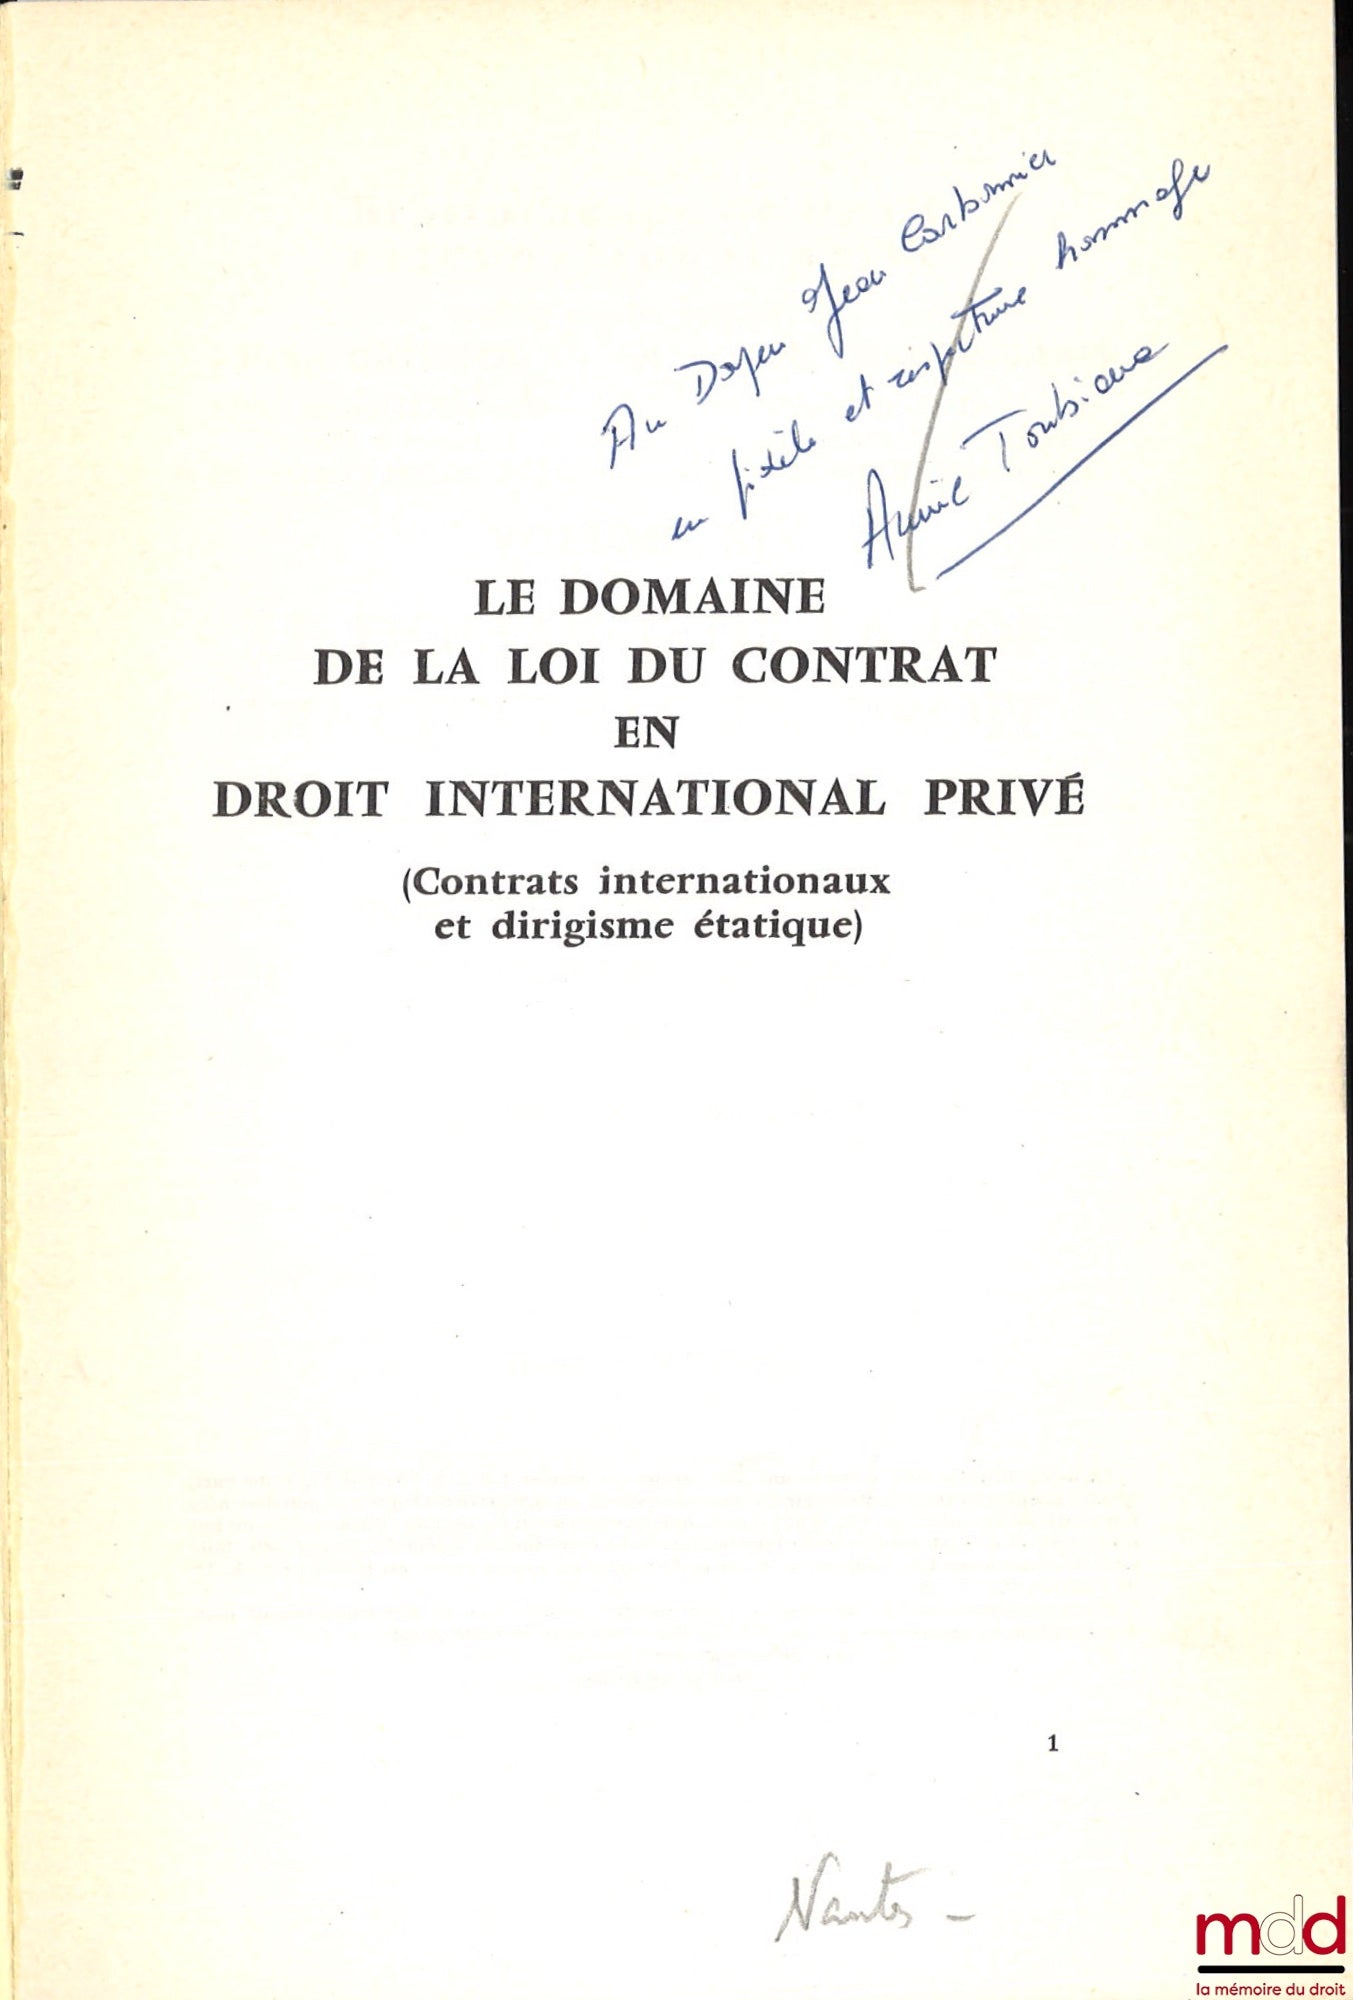 Au Doyen Jean Carbonnier
en fidèle et respectueux hommage
Annie Toubiana
LE DOMAINE
DE LA LOI DU CONTRAT
EN
DROIT INTERNATIONAL PRIVÉ
(Contrats internationaux
et dirigisme étatique)
1
Nantes -
mdd
la mémoire du droit